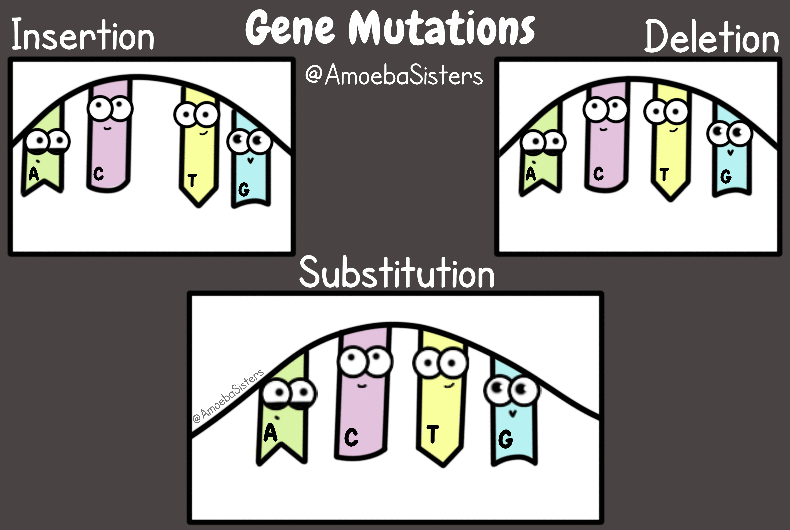 Gene Mutations
Insertion
Deletion
@AmoebaSisters
A C T G
A C T G
Substitution
@AmoebaSisters
A C T G